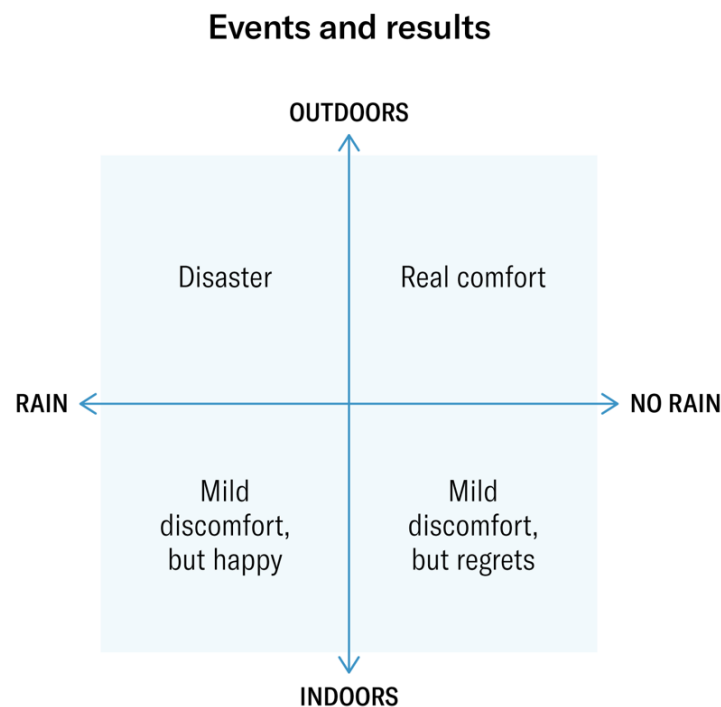 Events and results
OUTDOORS
Disaster
Real comfort
RAIN
NO RAIN
Mild
discomfort,
but happy
Mild
discomfort,
but regrets
INDOORS